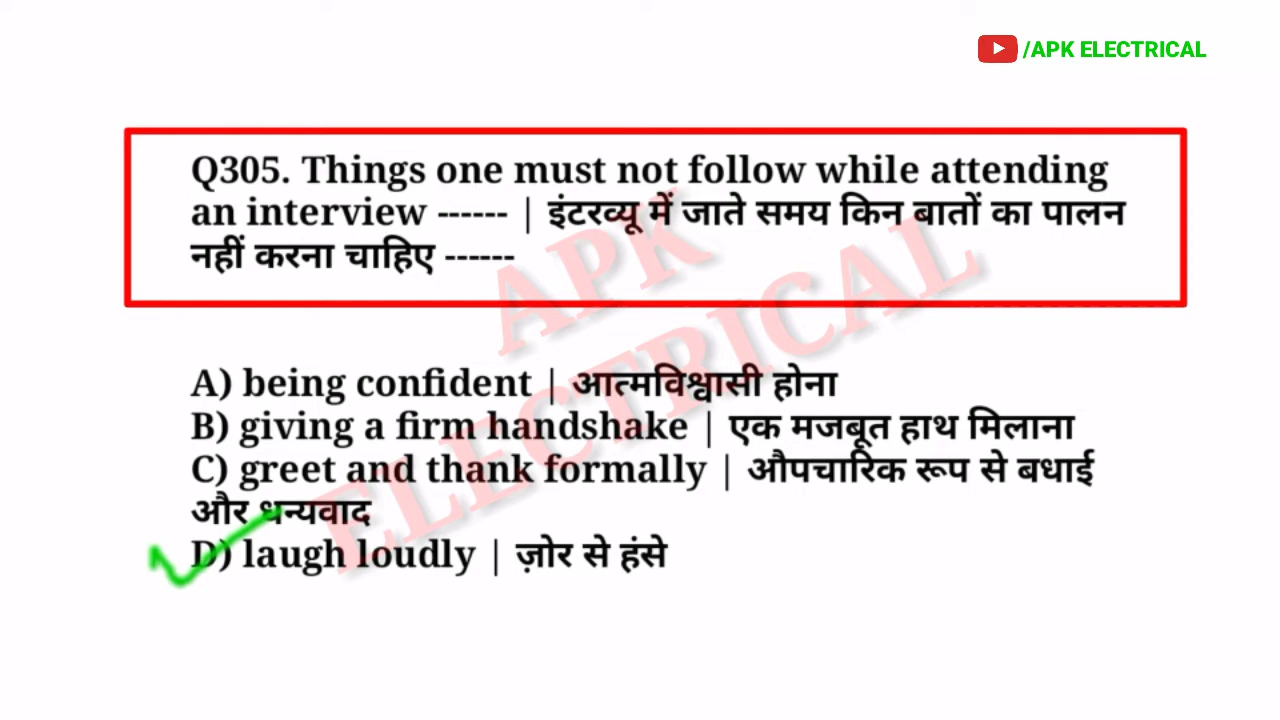 /APK ELECTRICAL
Q305. Things one must not follow while attending
an interview ------ | इंटरव्यू में जाते समय किन बातों का पालन
नहीं करना चाहिए ------
APK
ELECTRICAL
A) being confident | आत्मविश्वासी होना
B) giving a firm handshake | एक मजबूत हाथ मिलाना
C) greet and thank formally | औपचारिक रूप से बधाई
और धन्यवाद
D) laugh loudly | ज़ोर से हंसे